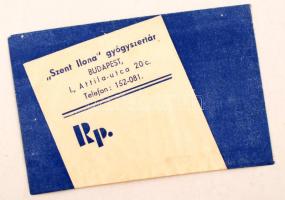 „Szent Ilona" gyógyszertár
BUDAPEST,
I., Attila-utca 20 c.
Telefon: 152-081.
Rp.